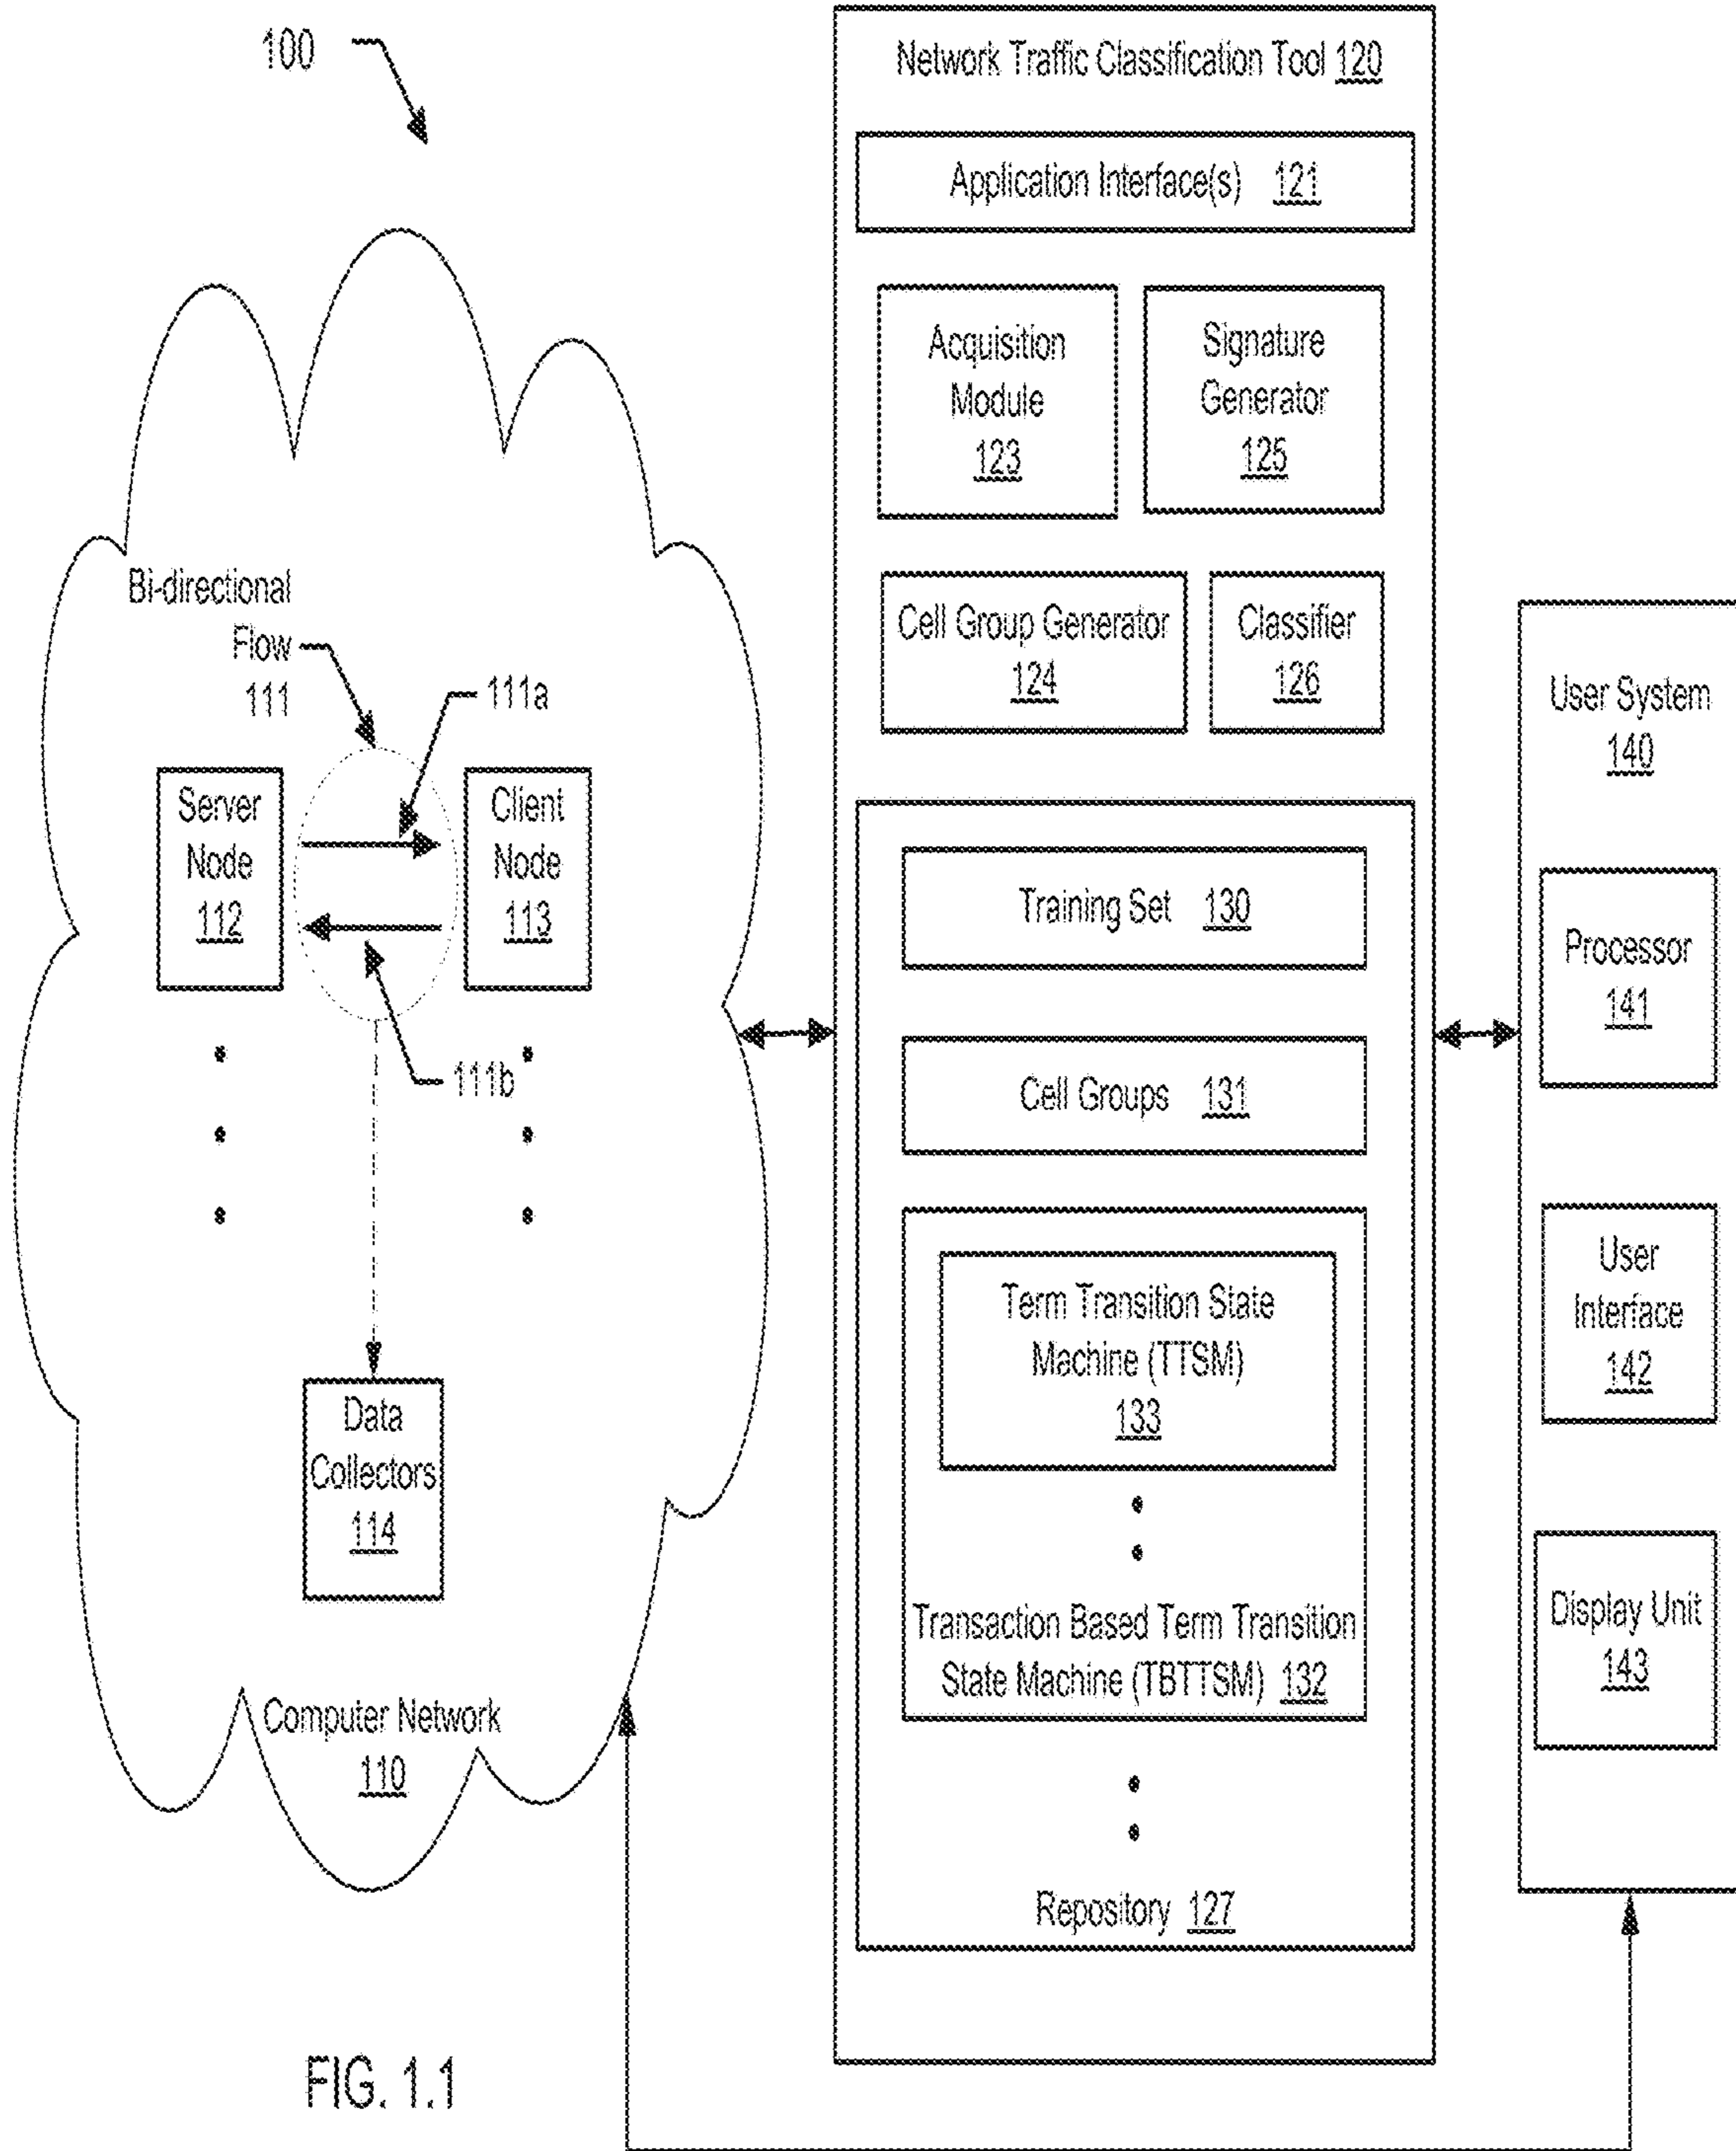 100
Network Traffic Classification Tool 120
Application Interface(s) 121
Acquisition
Module
123
Signature
Generator
125
Cell Group Generator
124
Classifier
126
Bi-directional
Flow
111
111a
111b
Server
Node
112
Client
Node
113
Data
Collectors
114
Computer Network
110
Training Set 130
Cell Groups 131
Term Transition State
Machine (TTSM)
133
Transaction Based Term Transition
State Machine (TBTTSM) 132
Repository 127
User System
140
Processor
141
User
Interface
142
Display Unit
143
FIG. 1.1